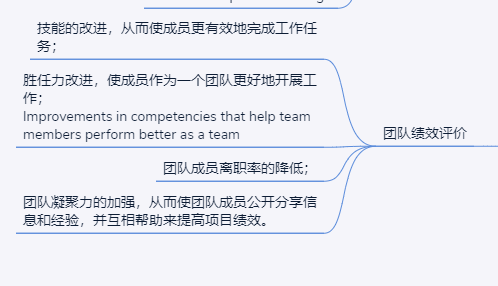 技能的改进，从而使成员更有效地完成工作任
务；
胜任力改进，使成员作为一个团队更好地开展工
作；
Improvements in competencies that help team
members perform better as a team
团队绩效评价
团队成员离职率的降低；
团队凝聚力的加强，从而使团队成员公开分享信
息和经验，并互相帮助来提高项目绩效。